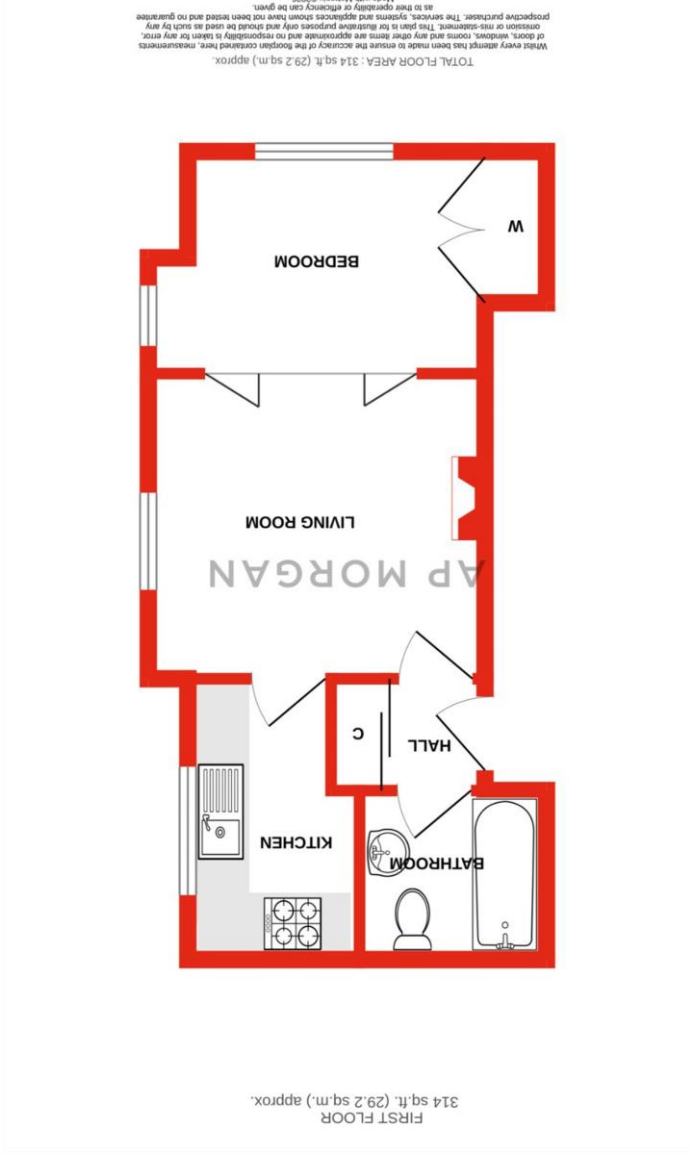 FIRST FLOOR
314 sq.ft. (29.2 sq.m.) approx.
BATHROOM
KITCHEN
HALL
C
AP MORGAN
LIVING ROOM
BEDROOM
W
TOTAL FLOOR AREA : 314 sq.ft. (29.2 sq.m.) approx.
Whilst every attempt has been made to ensure the accuracy of the floorplan contained here, measurements
of doors, windows, rooms and any other items are approximate and no responsibility is taken for any error,
omission or mis-statement. This plan is for illustrative purposes only and should be used as such by any
prospective purchaser. The services, systems and appliances shown have not been tested and no guarantee
as to their operability or efficiency can be given.